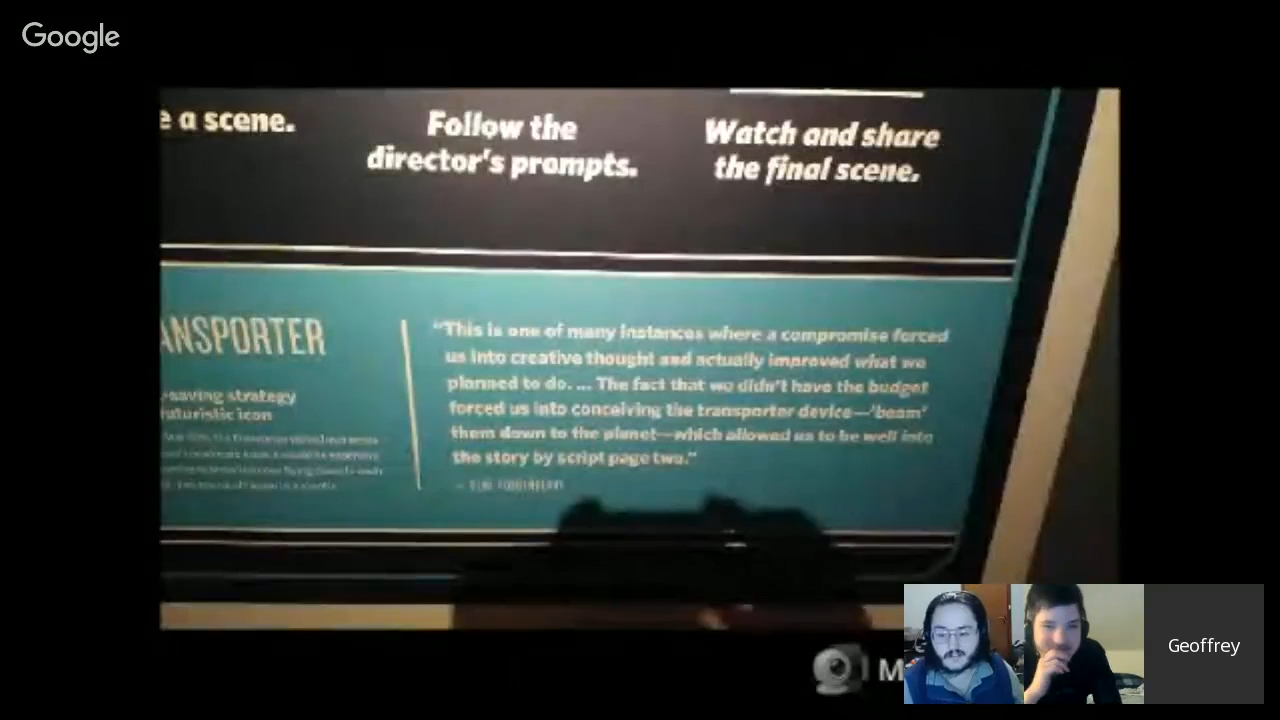 Google
e a scene.
Follow the
director's prompts.
Watch and share
the final scene.
ANSPORTER
-saving strategy
futuristic icon
“This is one of many instances where a compromise forced
us into creative thought and actually improved what we
planned to do. ... The fact that we didn't have the budget
forced us into conceiving the transporter device—‘beam’
them down to the planet—which allowed us to be well into
the story by script page two.”
M
Geoffrey